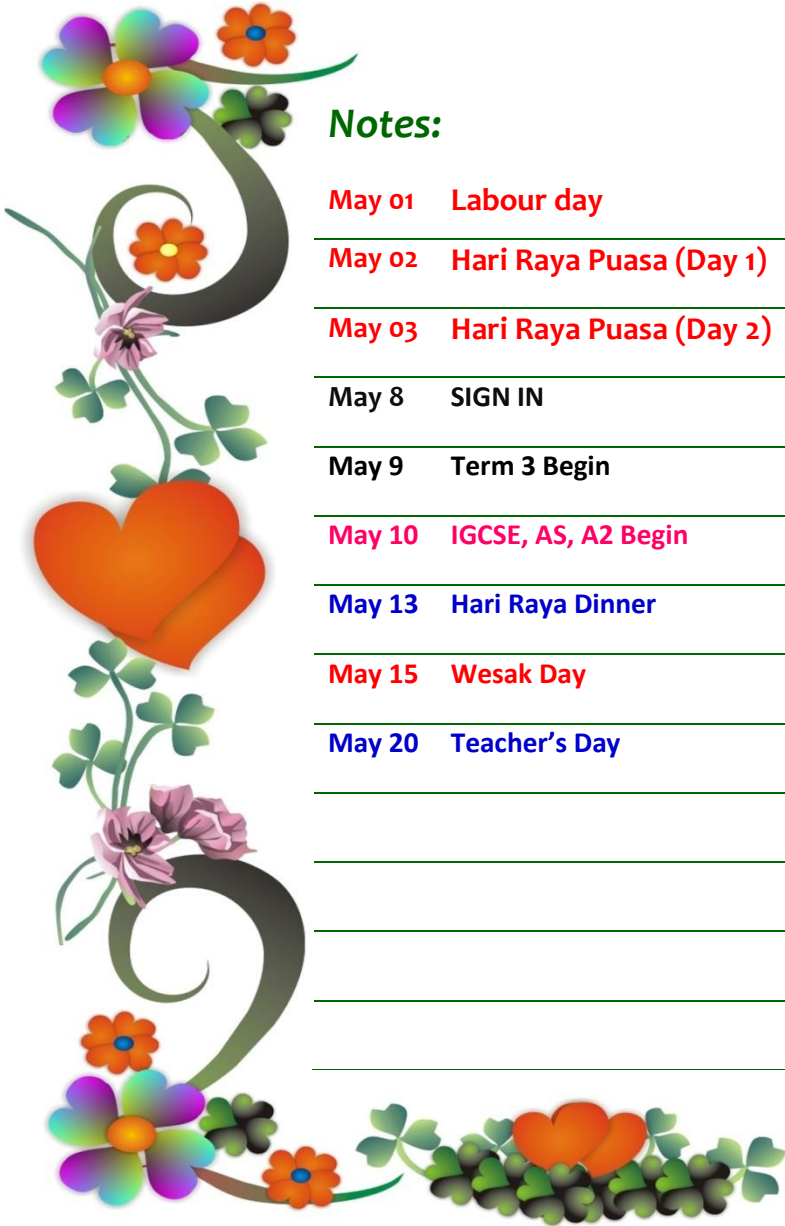 Notes:
May 01 Labour day
May 02 Hari Raya Puasa (Day 1)
May 03 Hari Raya Puasa (Day 2)
May 8 SIGN IN
May 9 Term 3 Begin
May 10 IGCSE, AS, A2 Begin
May 13 Hari Raya Dinner
May 15 Wesak Day
May 20 Teacher’s Day